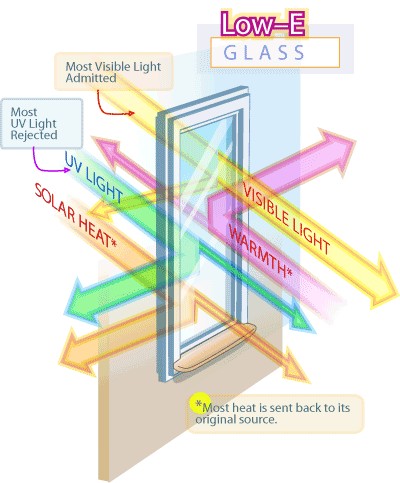 Low-E
GLASS
Most Visible Light
Admitted
Most
UV Light
Rejected
UV LIGHT
SOLAR HEAT*
VISIBLE LIGHT
WARMTH*
*Most heat is sent back to its
original source.